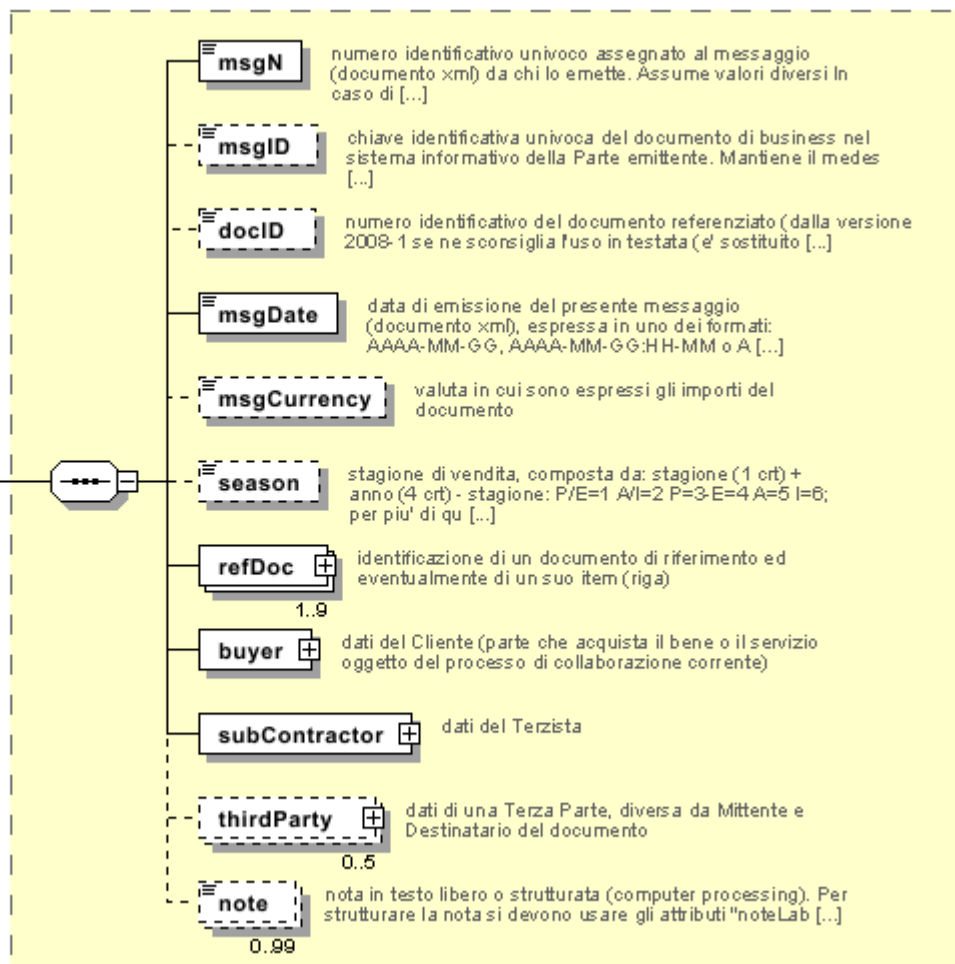 msgN
numero identificativo univoco assegnato al messaggio
(documento xml) da chi lo emette. Assume valori diversi In
caso di [...]
msgID
chiave identificativa univoca del documento di business nel
sistema informativo della Parte emittente. Mantiene il medes
[...]
docID
numero identificativo del documento referenziato (dalla versione
2008-1 se ne sconsiglia l'uso in testata (e' sostituito [...]
msgDate
data di emissione del presente messaggio
(documento xml), espressa in uno dei formati:
AAAA-MM-GG, AAAA-MM-GG:HH-MM o A [...]
msgCurrency
valuta in cui sono espressi gli importi del
documento
season
stagione di vendita, composta da: stagione (1 crt) +
anno (4 crt) - stagione: P/E=1 A/I=2 P=3-E=4 A=5 I=6;
per piu' di qu [...]
refDoc
identificazione di un documento di riferimento ed
eventualmente di un suo item (riga)
1..9
buyer
dati del Cliente (parte che acquista il bene o il servizio
oggetto del processo di collaborazione corrente)
subContractor
dati del Terzista
thirdParty
dati di una Terza Parte, diversa da Mittente e
Destinatario del documento
0..5
note
nota in testo libero o strutturata (computer processing). Per
strutturare la nota si devono usare gli attributi "noteLab [...]
0..99